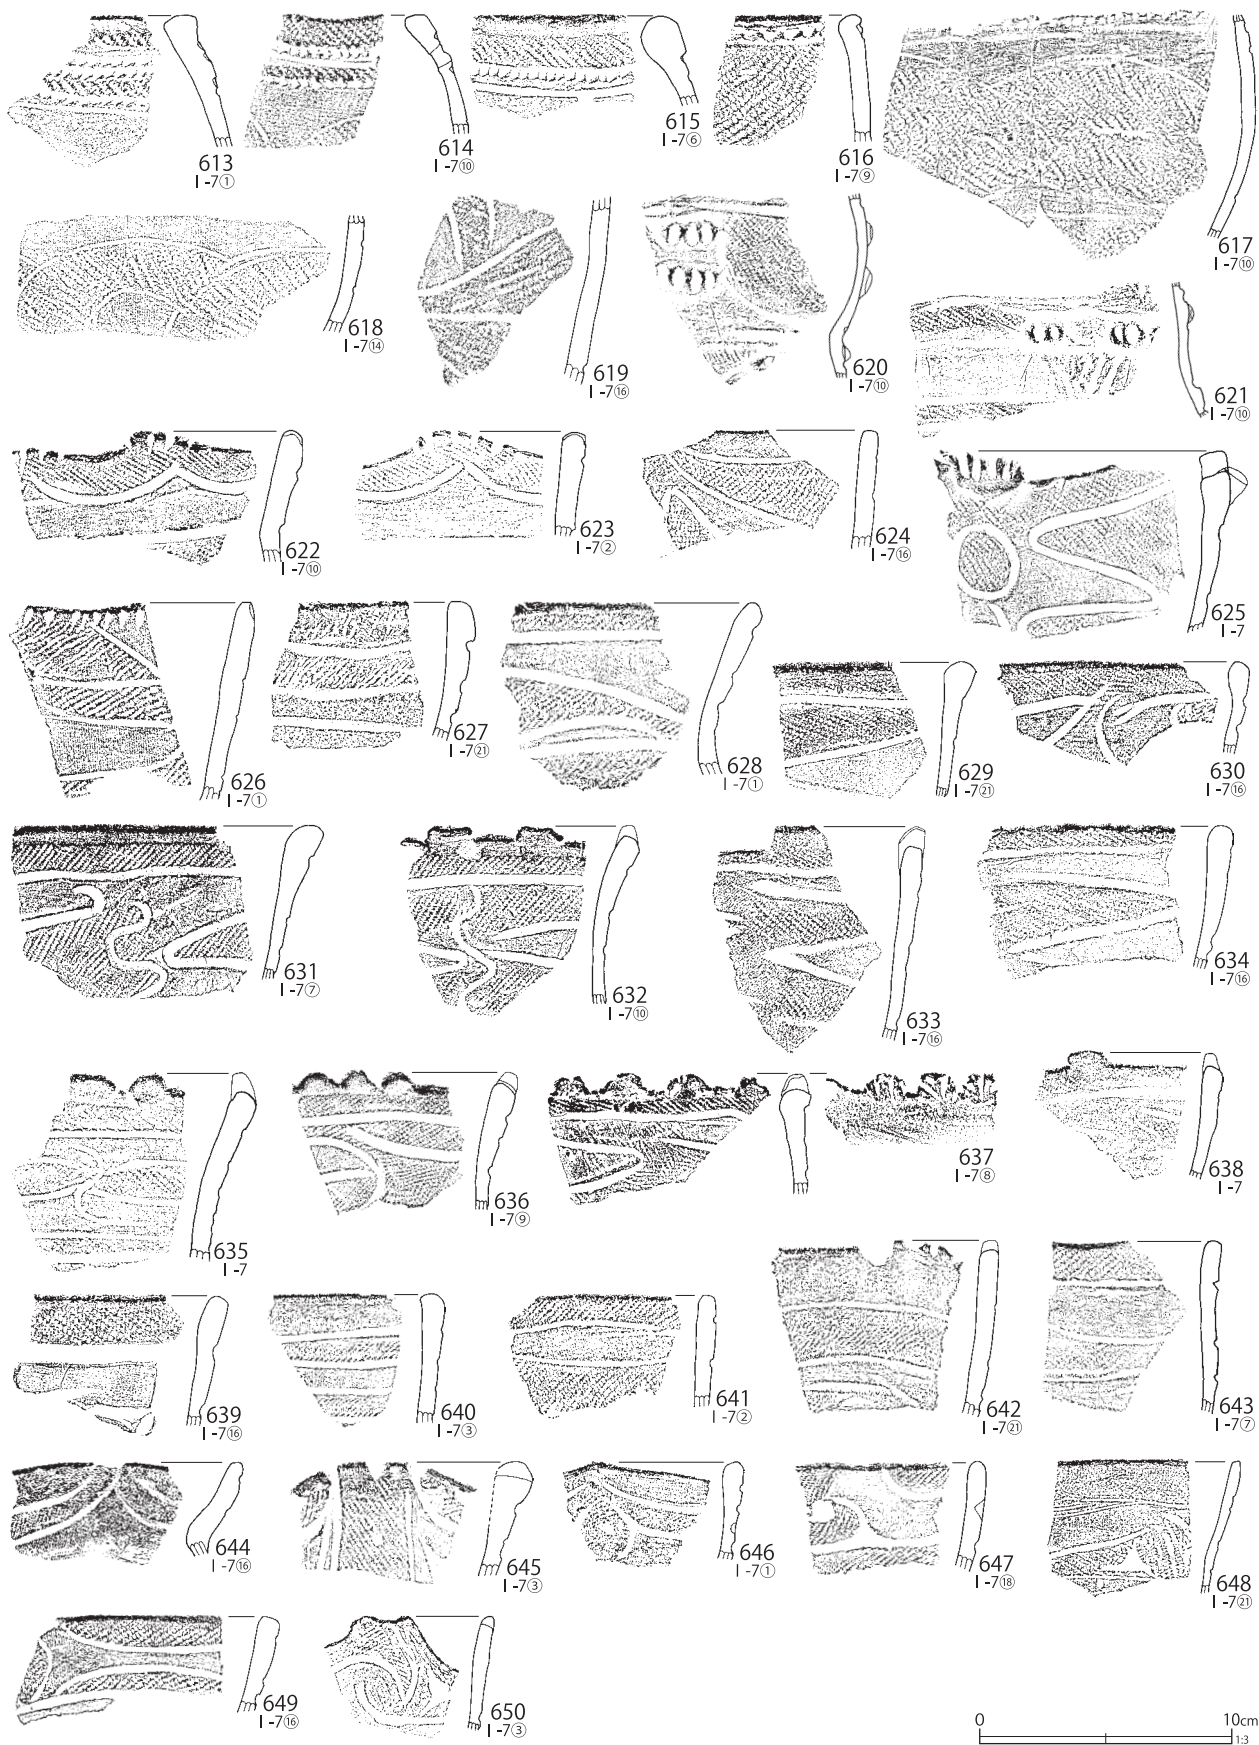 613
I -7①
614
I -7⑩
615
I -7⑥
616
I -7⑨
617
I -7⑩
618
I -7⑭
619
I -7⑯
620
I -7⑩
621
I -7⑩
622
I -7⑩
623
I -7②
624
I -7⑯
625
I -7
626
I -7①
627
I -7㉑
628
I -7①
629
I -7㉑
630
I -7⑯
631
I -7⑦
632
I -7⑩
633
I -7⑯
634
I -7⑯
635
I -7
636
I -7⑨
637
I -7⑧
638
I -7
639
I -7⑯
640
I -7③
641
I -7②
642
I -7㉑
643
I -7⑦
644
I -7⑯
645
I -7③
646
I -7①
647
I -7⑱
648
I -7㉑
649
I -7⑯
650
I -7③
0 10cm
1:3